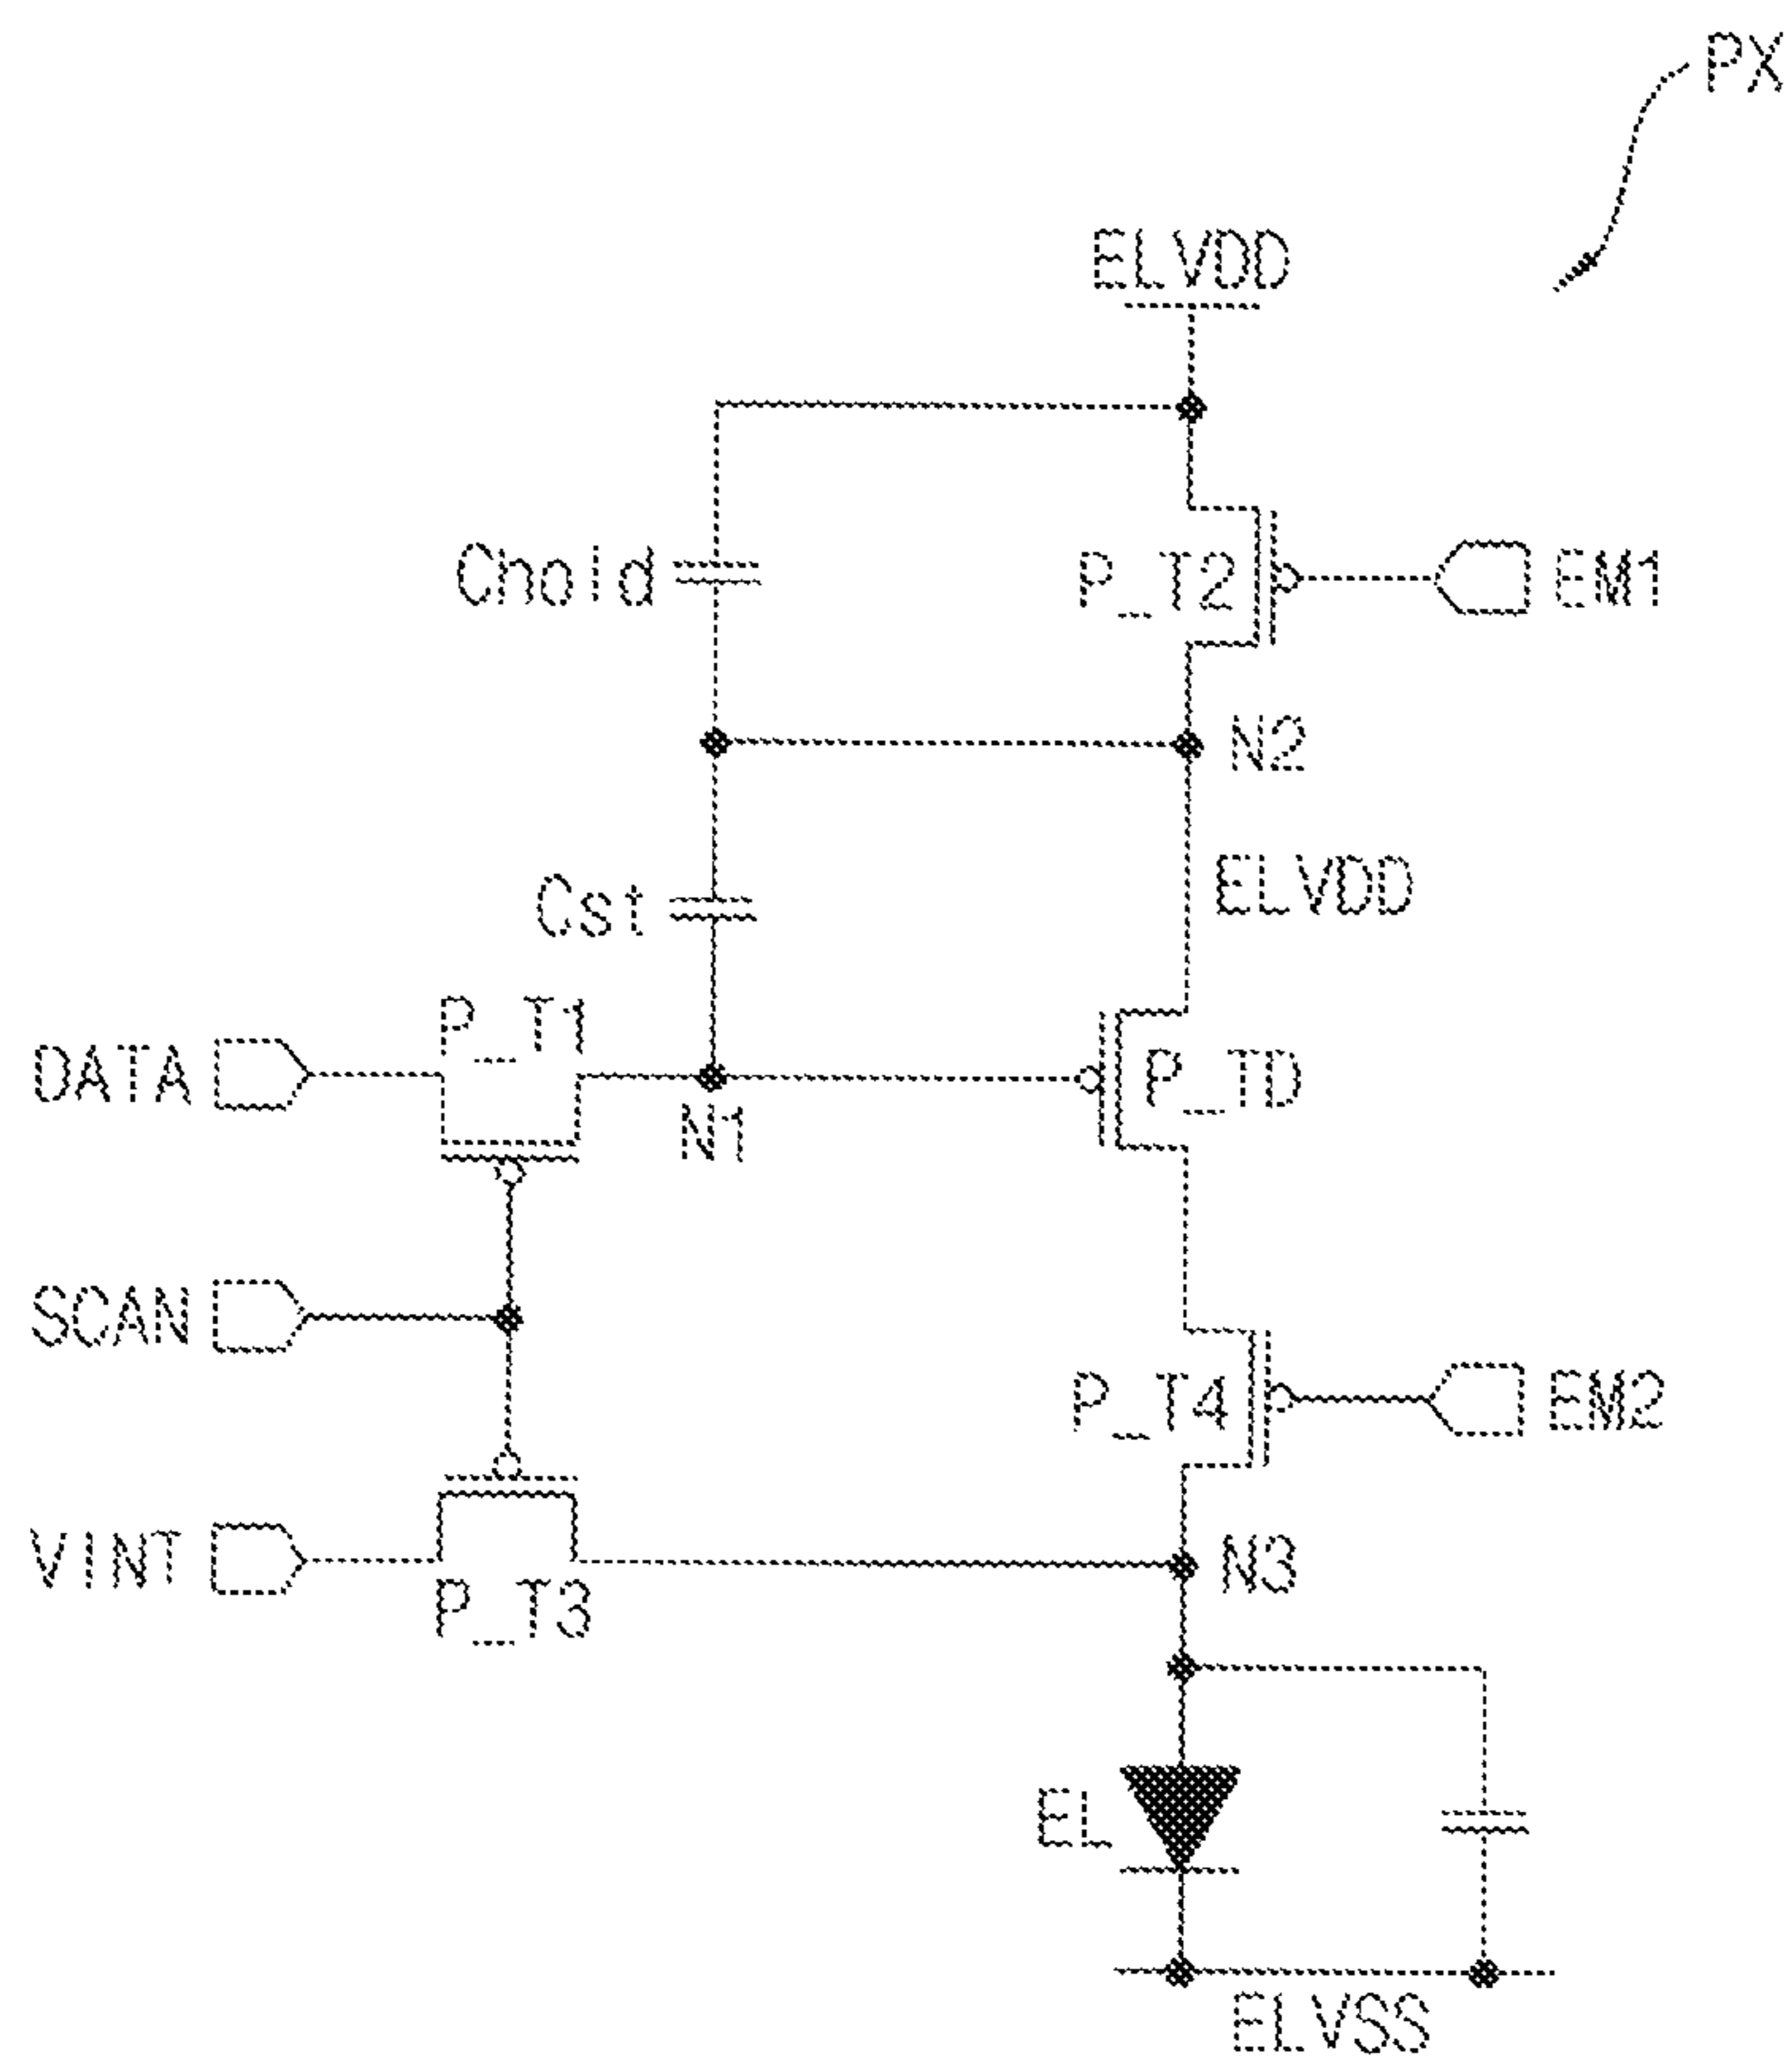 PX
ELVDD
Chold
P_T2
EM1
N2
ELVDD
Cst
P_T1
DATA
P_TD
N1
SCAN
P_T4
EM2
VINT
N3
P_T3
EL
ELVSS